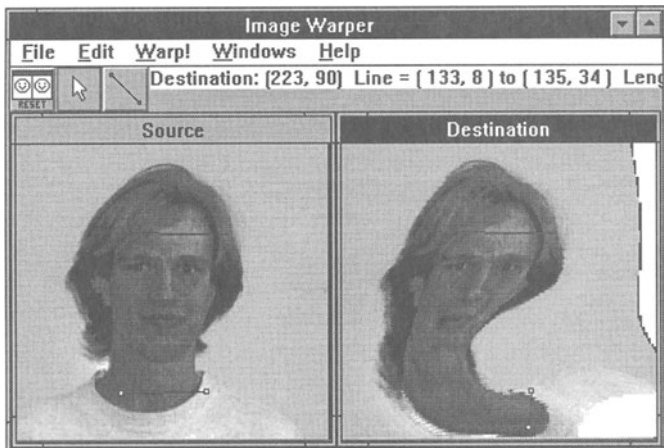 Image Warper
File Edit Warp! Windows Help
RESET
Destination: (223, 90) Line = ( 133, 8 ) to ( 135, 34 ) Leng
Source Destination